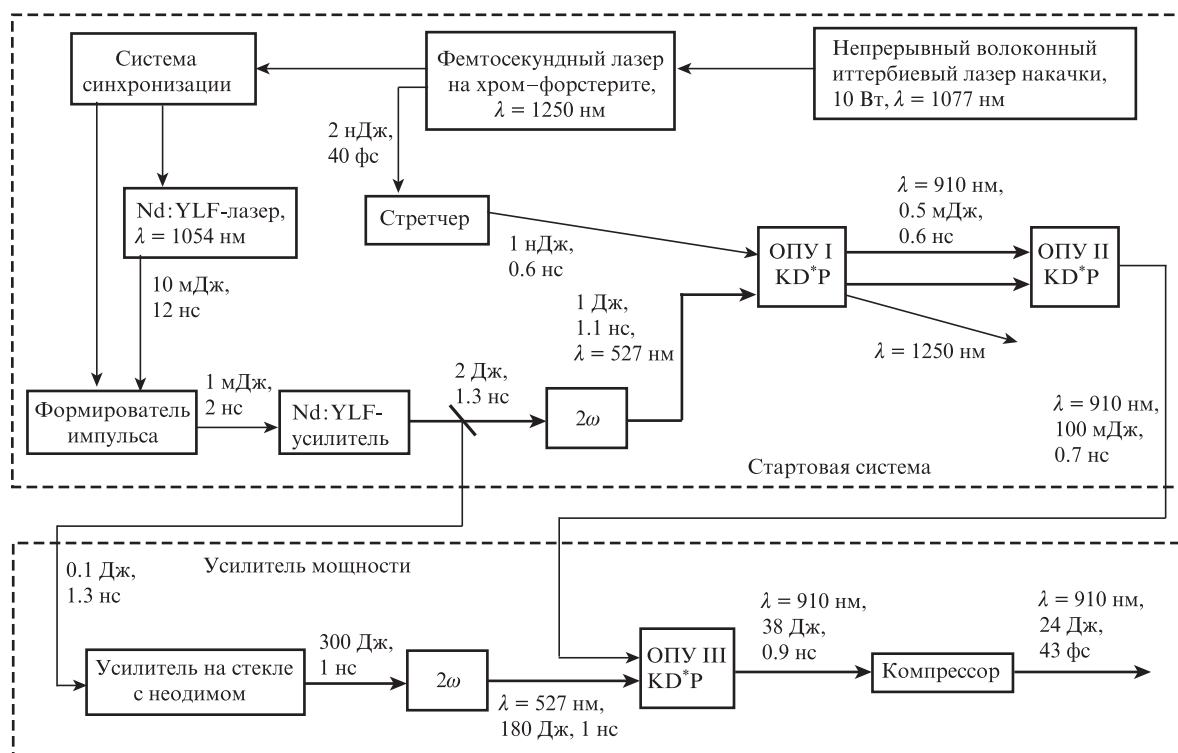 Система
синхронизации
Фемтосекундный лазер
на хром–форстерите,
λ = 1250 нм
Непрерывный волоконный
иттербиевый лазер накачки,
10 Вт, λ = 1077 нм
2 нДж,
40 фс
Nd:YLF-лазер,
λ = 1054 нм
Стретчер
1 нДж,
0.6 нс
ОПУ I
KD*P
λ = 910 нм,
0.5 мДж,
0.6 нс
ОПУ II
KD*P
10 мДж,
12 нс
1 Дж,
1.1 нс,
λ = 527 нм
λ = 1250 нм
Формирователь
импульса
1 мДж,
2 нс
Nd:YLF-
усилитель
2 Дж,
1.3 нс
2ω
λ = 910 нм,
100 мДж,
0.7 нс
Стартовая система
0.1 Дж,
1.3 нс
Усилитель мощности
Усилитель на стекле
с неодимом
300 Дж,
1 нс
2ω
λ = 527 нм,
180 Дж, 1 нс
ОПУ III
KD*P
λ = 910 нм,
38 Дж,
0.9 нс
Компрессор
λ = 910 нм,
24 Дж,
43 фс